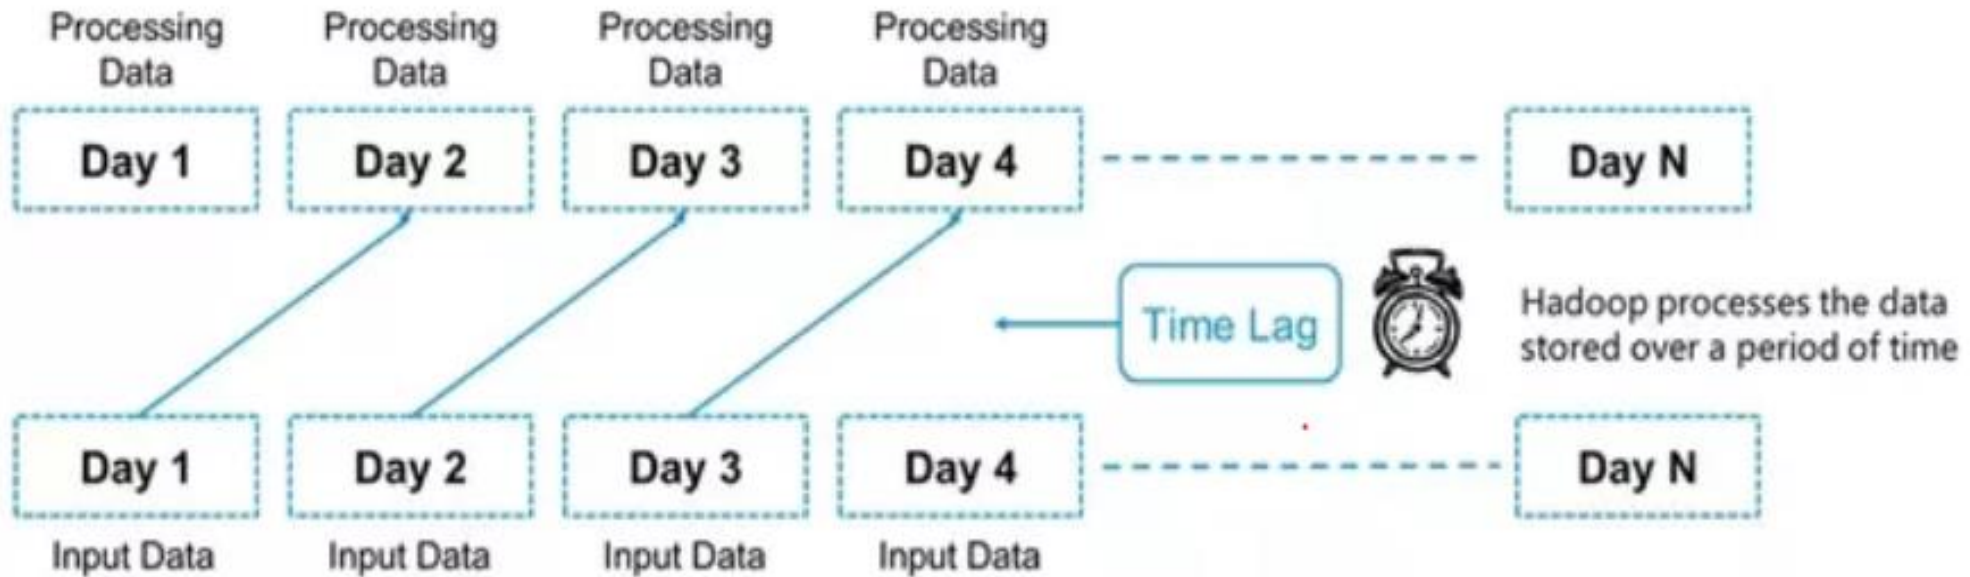 Processing
Data
Processing
Data
Processing
Data
Processing
Data
Day 1
Day 2
Day 3
Day 4
Day N
Time Lag
Hadoop processes the data
stored over a period of time
Day 1
Day 2
Day 3
Day 4
Day N
Input Data
Input Data
Input Data
Input Data